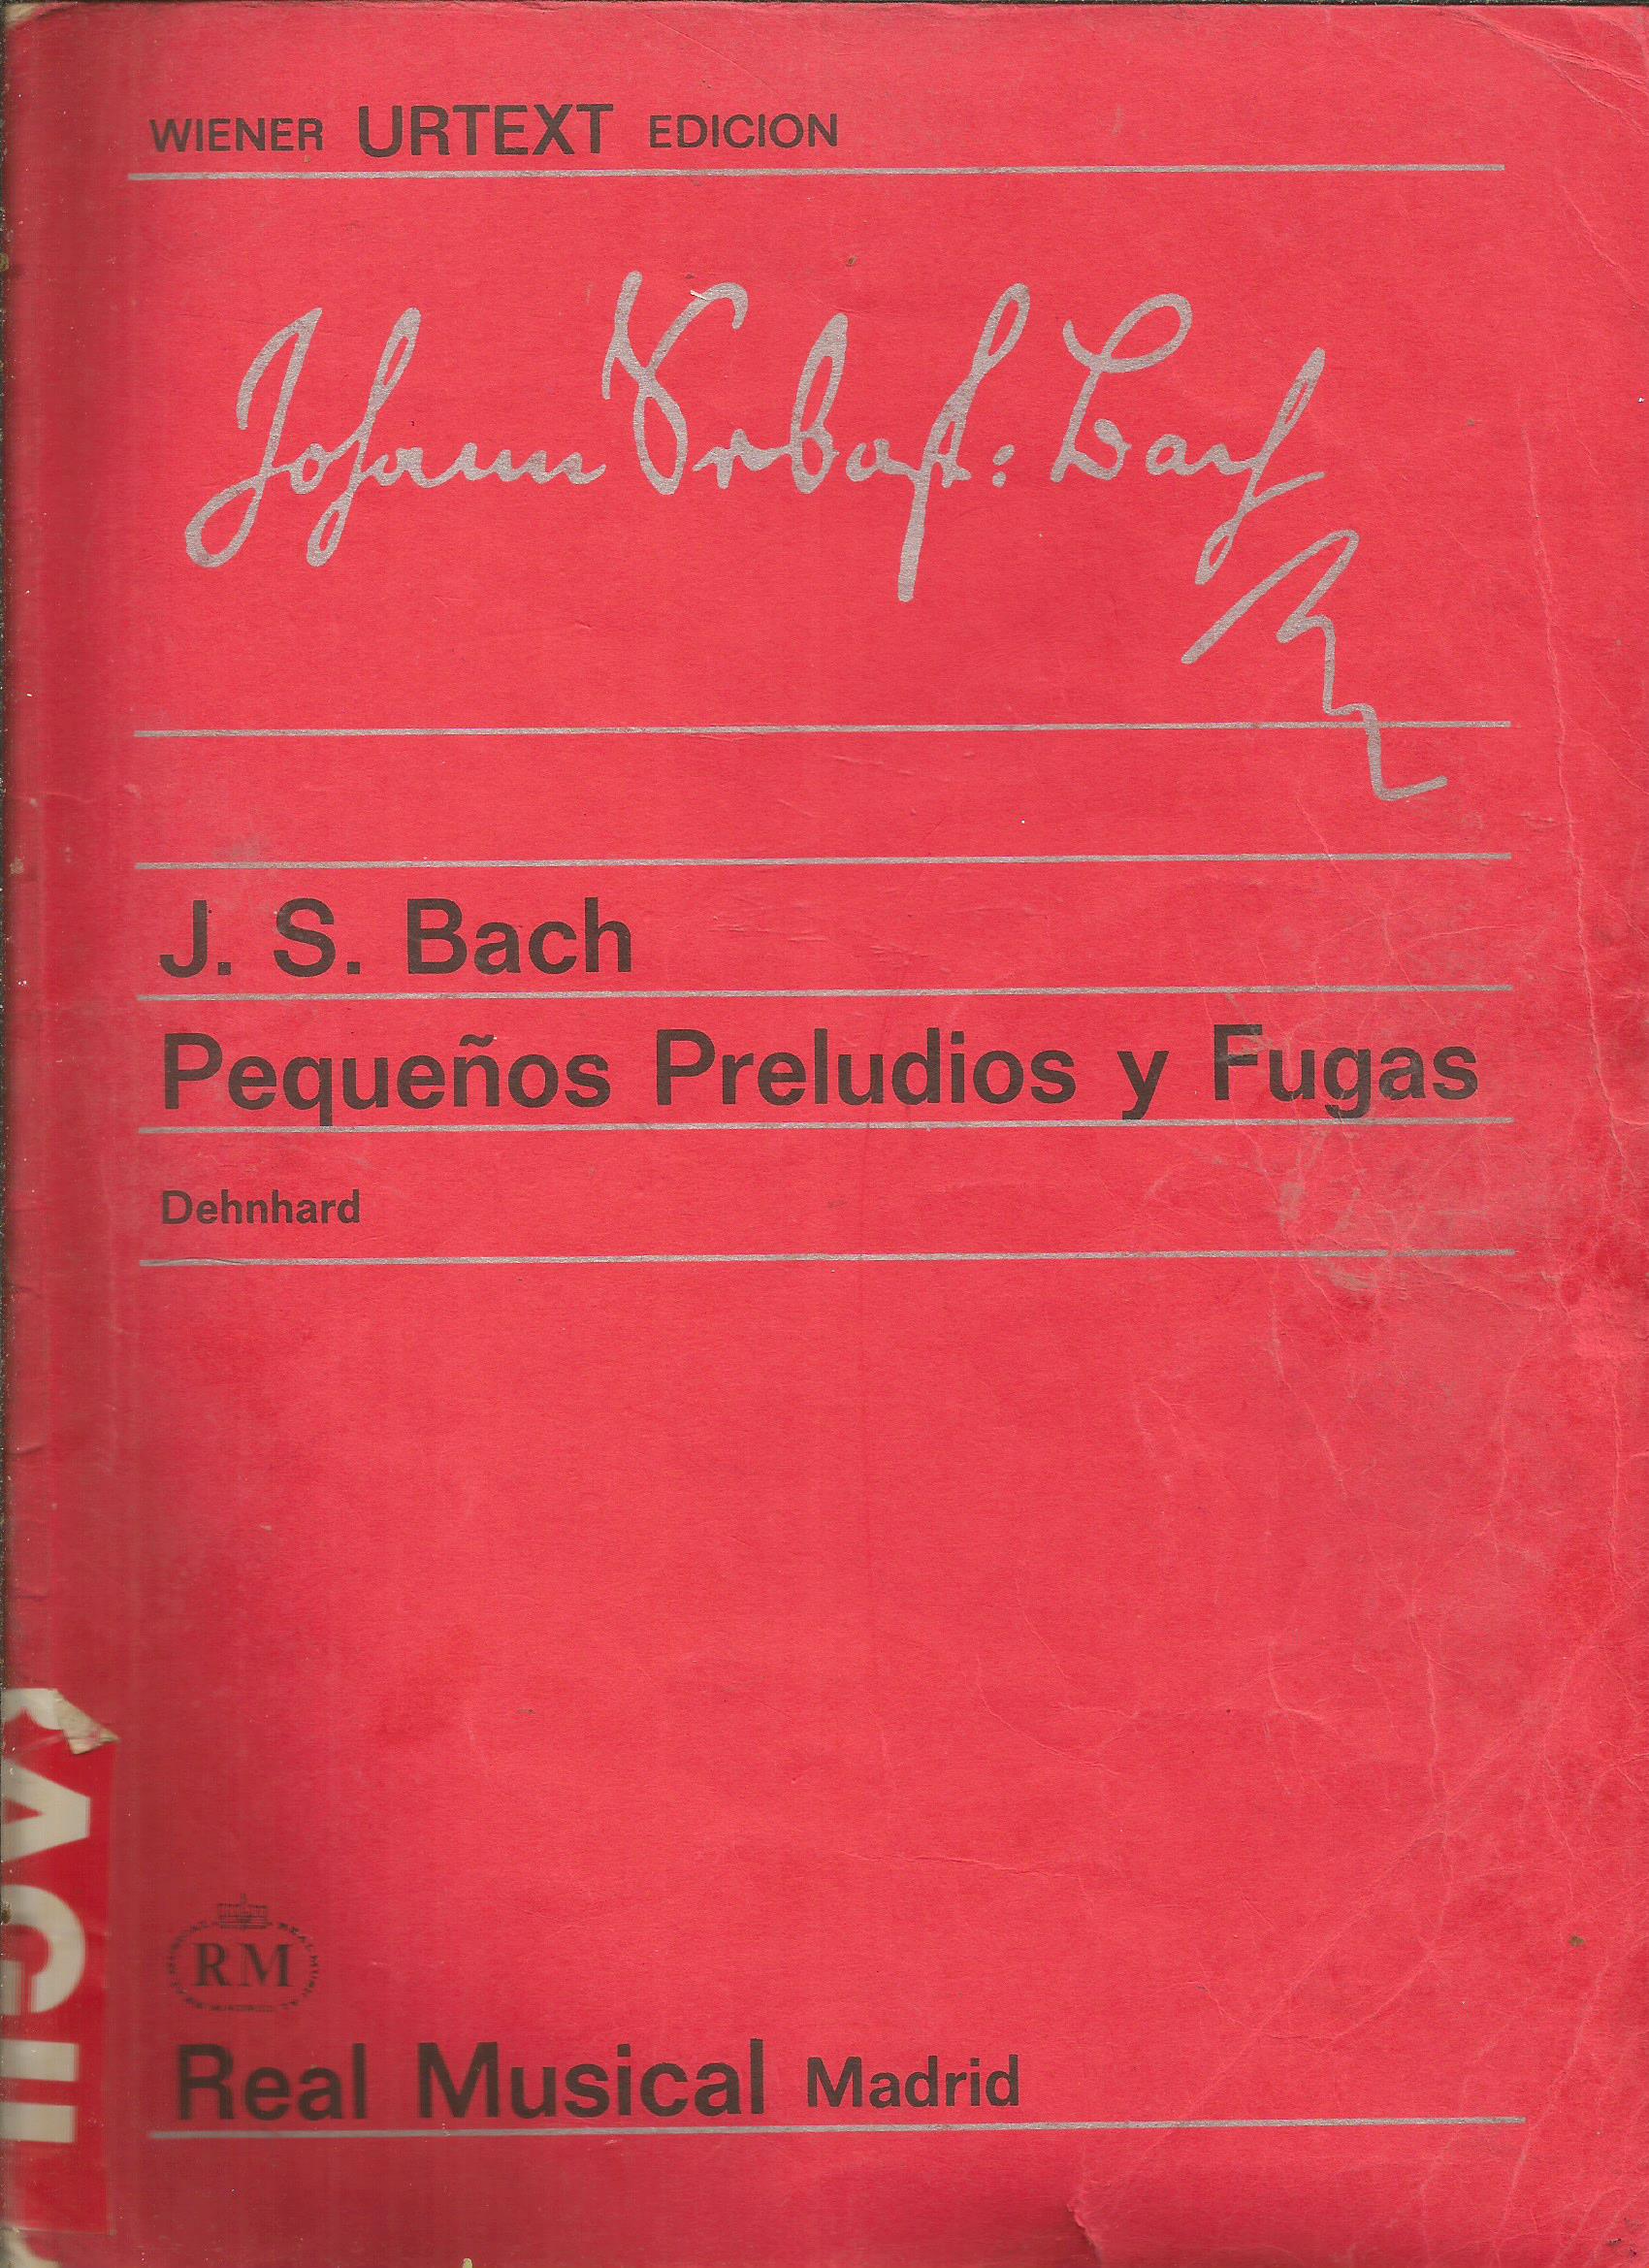 WIENER URTEXT EDICION
Johann Sebast: Bach
J. S. Bach
Pequeños Preludios y Fugas
Dehnhard
RM
Real Musical Madrid